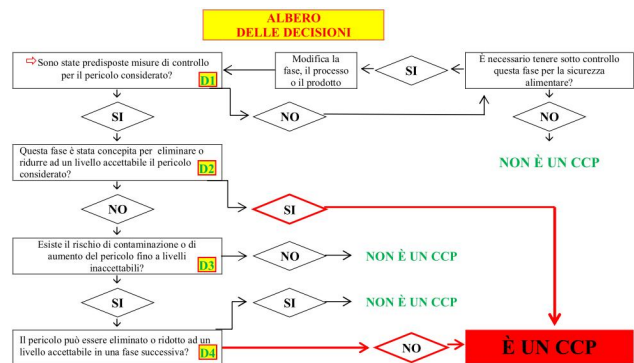 ALBERO
DELLE DECISIONI
⇨Sono state predisposte misure di controllo
per il pericolo considerato?
D1
Modifica la
fase, il processo
o il prodotto
SI
È necessario tenere sotto controllo
questa fase per la sicurezza
alimentare?
SI
NO
NO
NON È UN CCP
Questa fase è stata concepita per eliminare o
ridurre ad un livello accettabile il pericolo
considerato?
D2
NO
SI
Esiste il rischio di contaminazione o di
aumento del pericolo fino a livelli
inaccettabili?
D3
NO
NON È UN CCP
SI
SI
NON È UN CCP
Il pericolo può essere eliminato o ridotto ad un
livello accettabile in una fase successiva?
D4
NO
È UN CCP